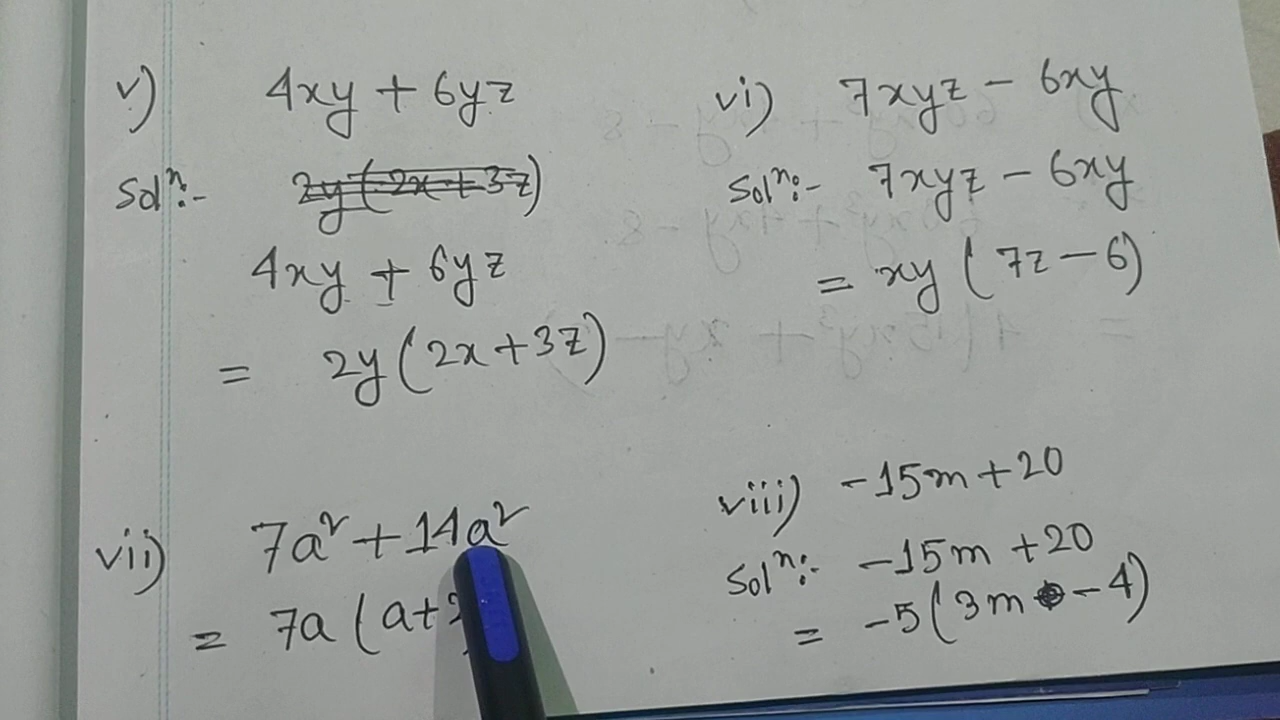 v) 4xy + 6yz
Solⁿ:- 2y(2x+3z)
4xy + 6yz
= 2y(2x+3z)
vi) 7xyz - 6xy
Solⁿ:- 7xyz - 6xy
= xy(7z-6)
vii) 7a² + 14a²
= 7a(a+
viii) -15m+20
Solⁿ:- -15m+20
= -5(3m-4)